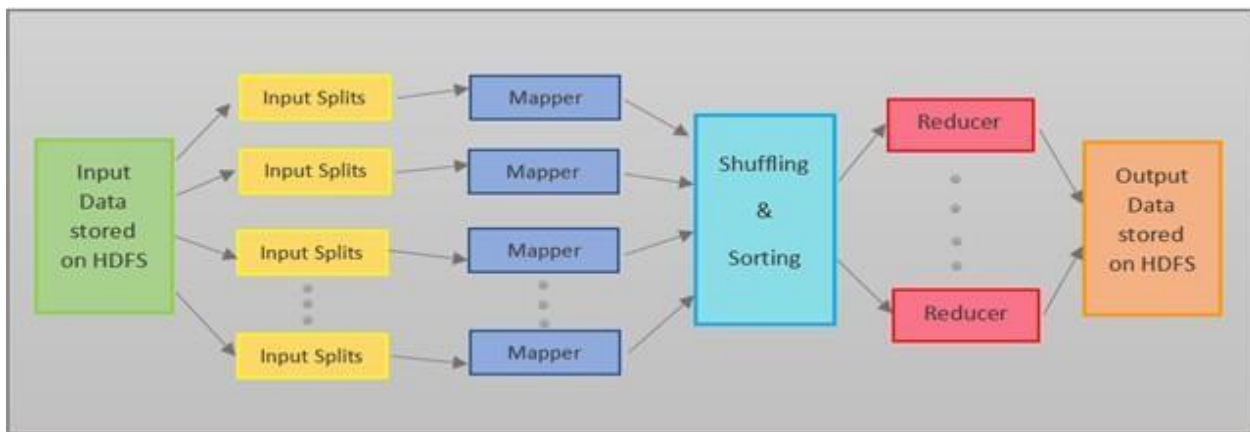 Input
Data
stored
on HDFS
Input Splits
Input Splits
Input Splits
Input Splits
Mapper
Mapper
Mapper
Mapper
Shuffling
&
Sorting
Reducer
Reducer
Output
Data
stored
on HDFS